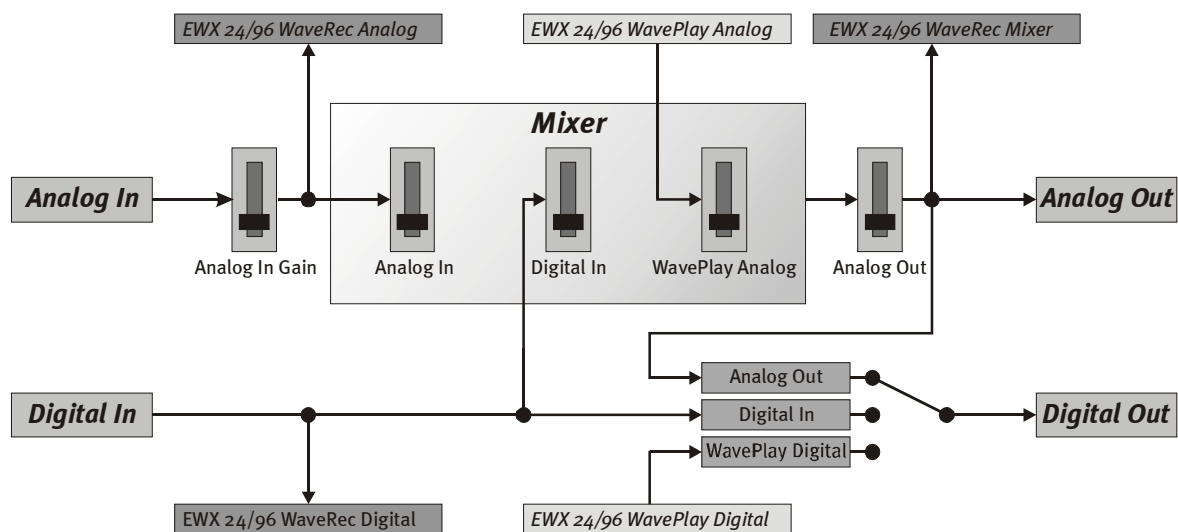 EWX 24/96 WaveRec Analog
EWX 24/96 WavePlay Analog
EWX 24/96 WaveRec Mixer
Mixer
Analog In
Analog Out
Analog In Gain
Analog In
Digital In
WavePlay Analog
Analog Out
Analog Out
Digital In
Digital In
Digital Out
WavePlay Digital
EWX 24/96 WaveRec Digital
EWX 24/96 WavePlay Digital